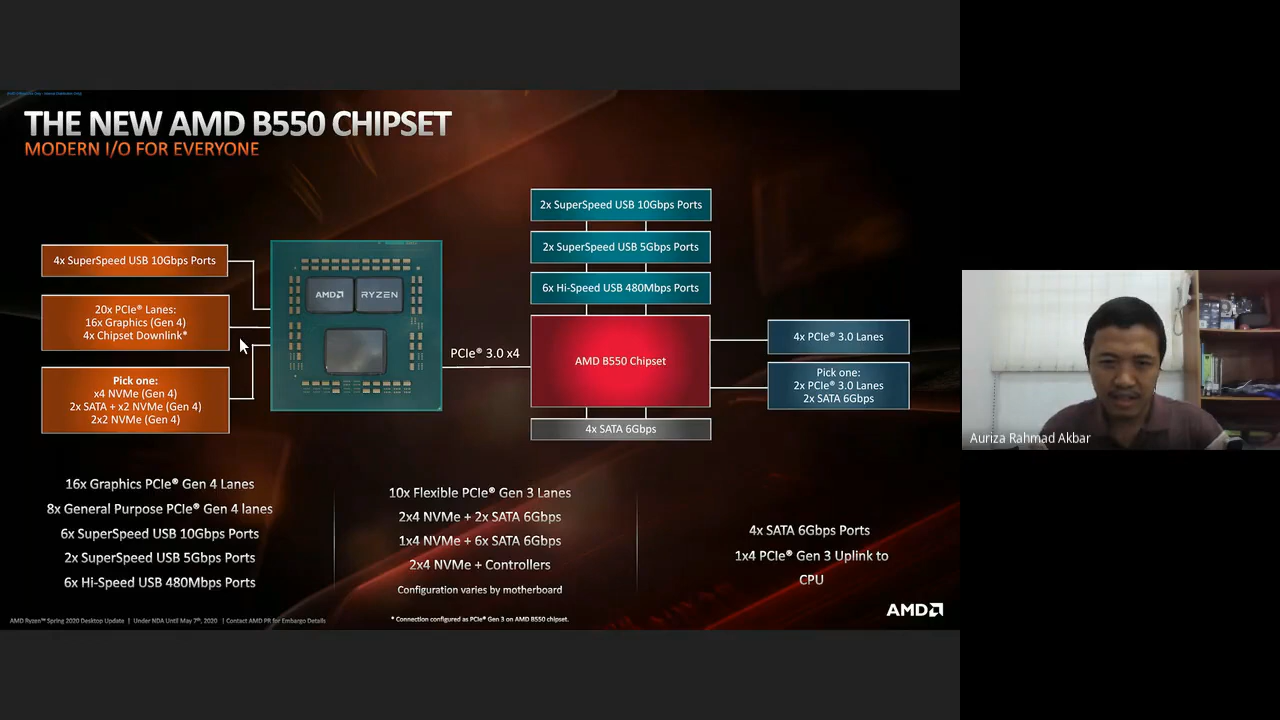 THE NEW AMD B550 CHIPSET
MODERN I/O FOR EVERYONE
4x SuperSpeed USB 10Gbps Ports
20x PCIe® Lanes:
16x Graphics (Gen 4)
4x Chipset Downlink*
Pick one:
x4 NVMe (Gen 4)
2x SATA + x2 NVMe (Gen 4)
2x2 NVMe (Gen 4)
AMD
RYZEN
PCIe® 3.0 x4
2x SuperSpeed USB 10Gbps Ports
2x SuperSpeed USB 5Gbps Ports
6x Hi-Speed USB 480Mbps Ports
AMD B550 Chipset
4x SATA 6Gbps
4x PCIe® 3.0 Lanes
Pick one:
2x PCIe® 3.0 Lanes
2x SATA 6Gbps
16x Graphics PCIe® Gen 4 Lanes
8x General Purpose PCIe® Gen 4 lanes
6x SuperSpeed USB 10Gbps Ports
2x SuperSpeed USB 5Gbps Ports
6x Hi-Speed USB 480Mbps Ports
10x Flexible PCIe® Gen 3 Lanes
2x4 NVMe + 2x SATA 6Gbps
1x4 NVMe + 6x SATA 6Gbps
2x4 NVMe + Controllers
Configuration varies by motherboard
4x SATA 6Gbps Ports
1x4 PCIe® Gen 3 Uplink to
CPU
AMD
AMD Ryzen™ Spring 2020 Desktop Update | Under NDA Until May 7th, 2020 | Contact AMD PR for Embargo Details
* Connection configured as PCIe® Gen 3 on AMD B550 chipset.
Auriza Rahmad Akbar